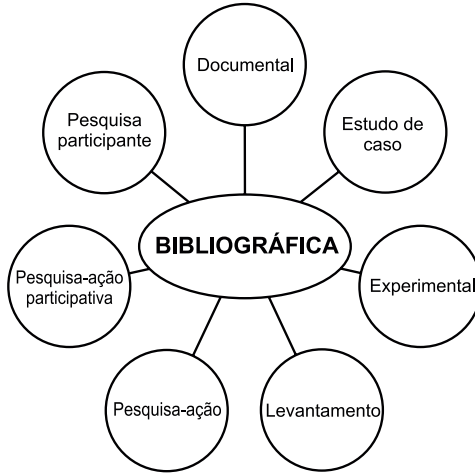 Documental
Pesquisa
participante
Estudo de
caso
BIBLIOGRÁFICA
Pesquisa-ação
participativa
Experimental
Pesquisa-ação
Levantamento